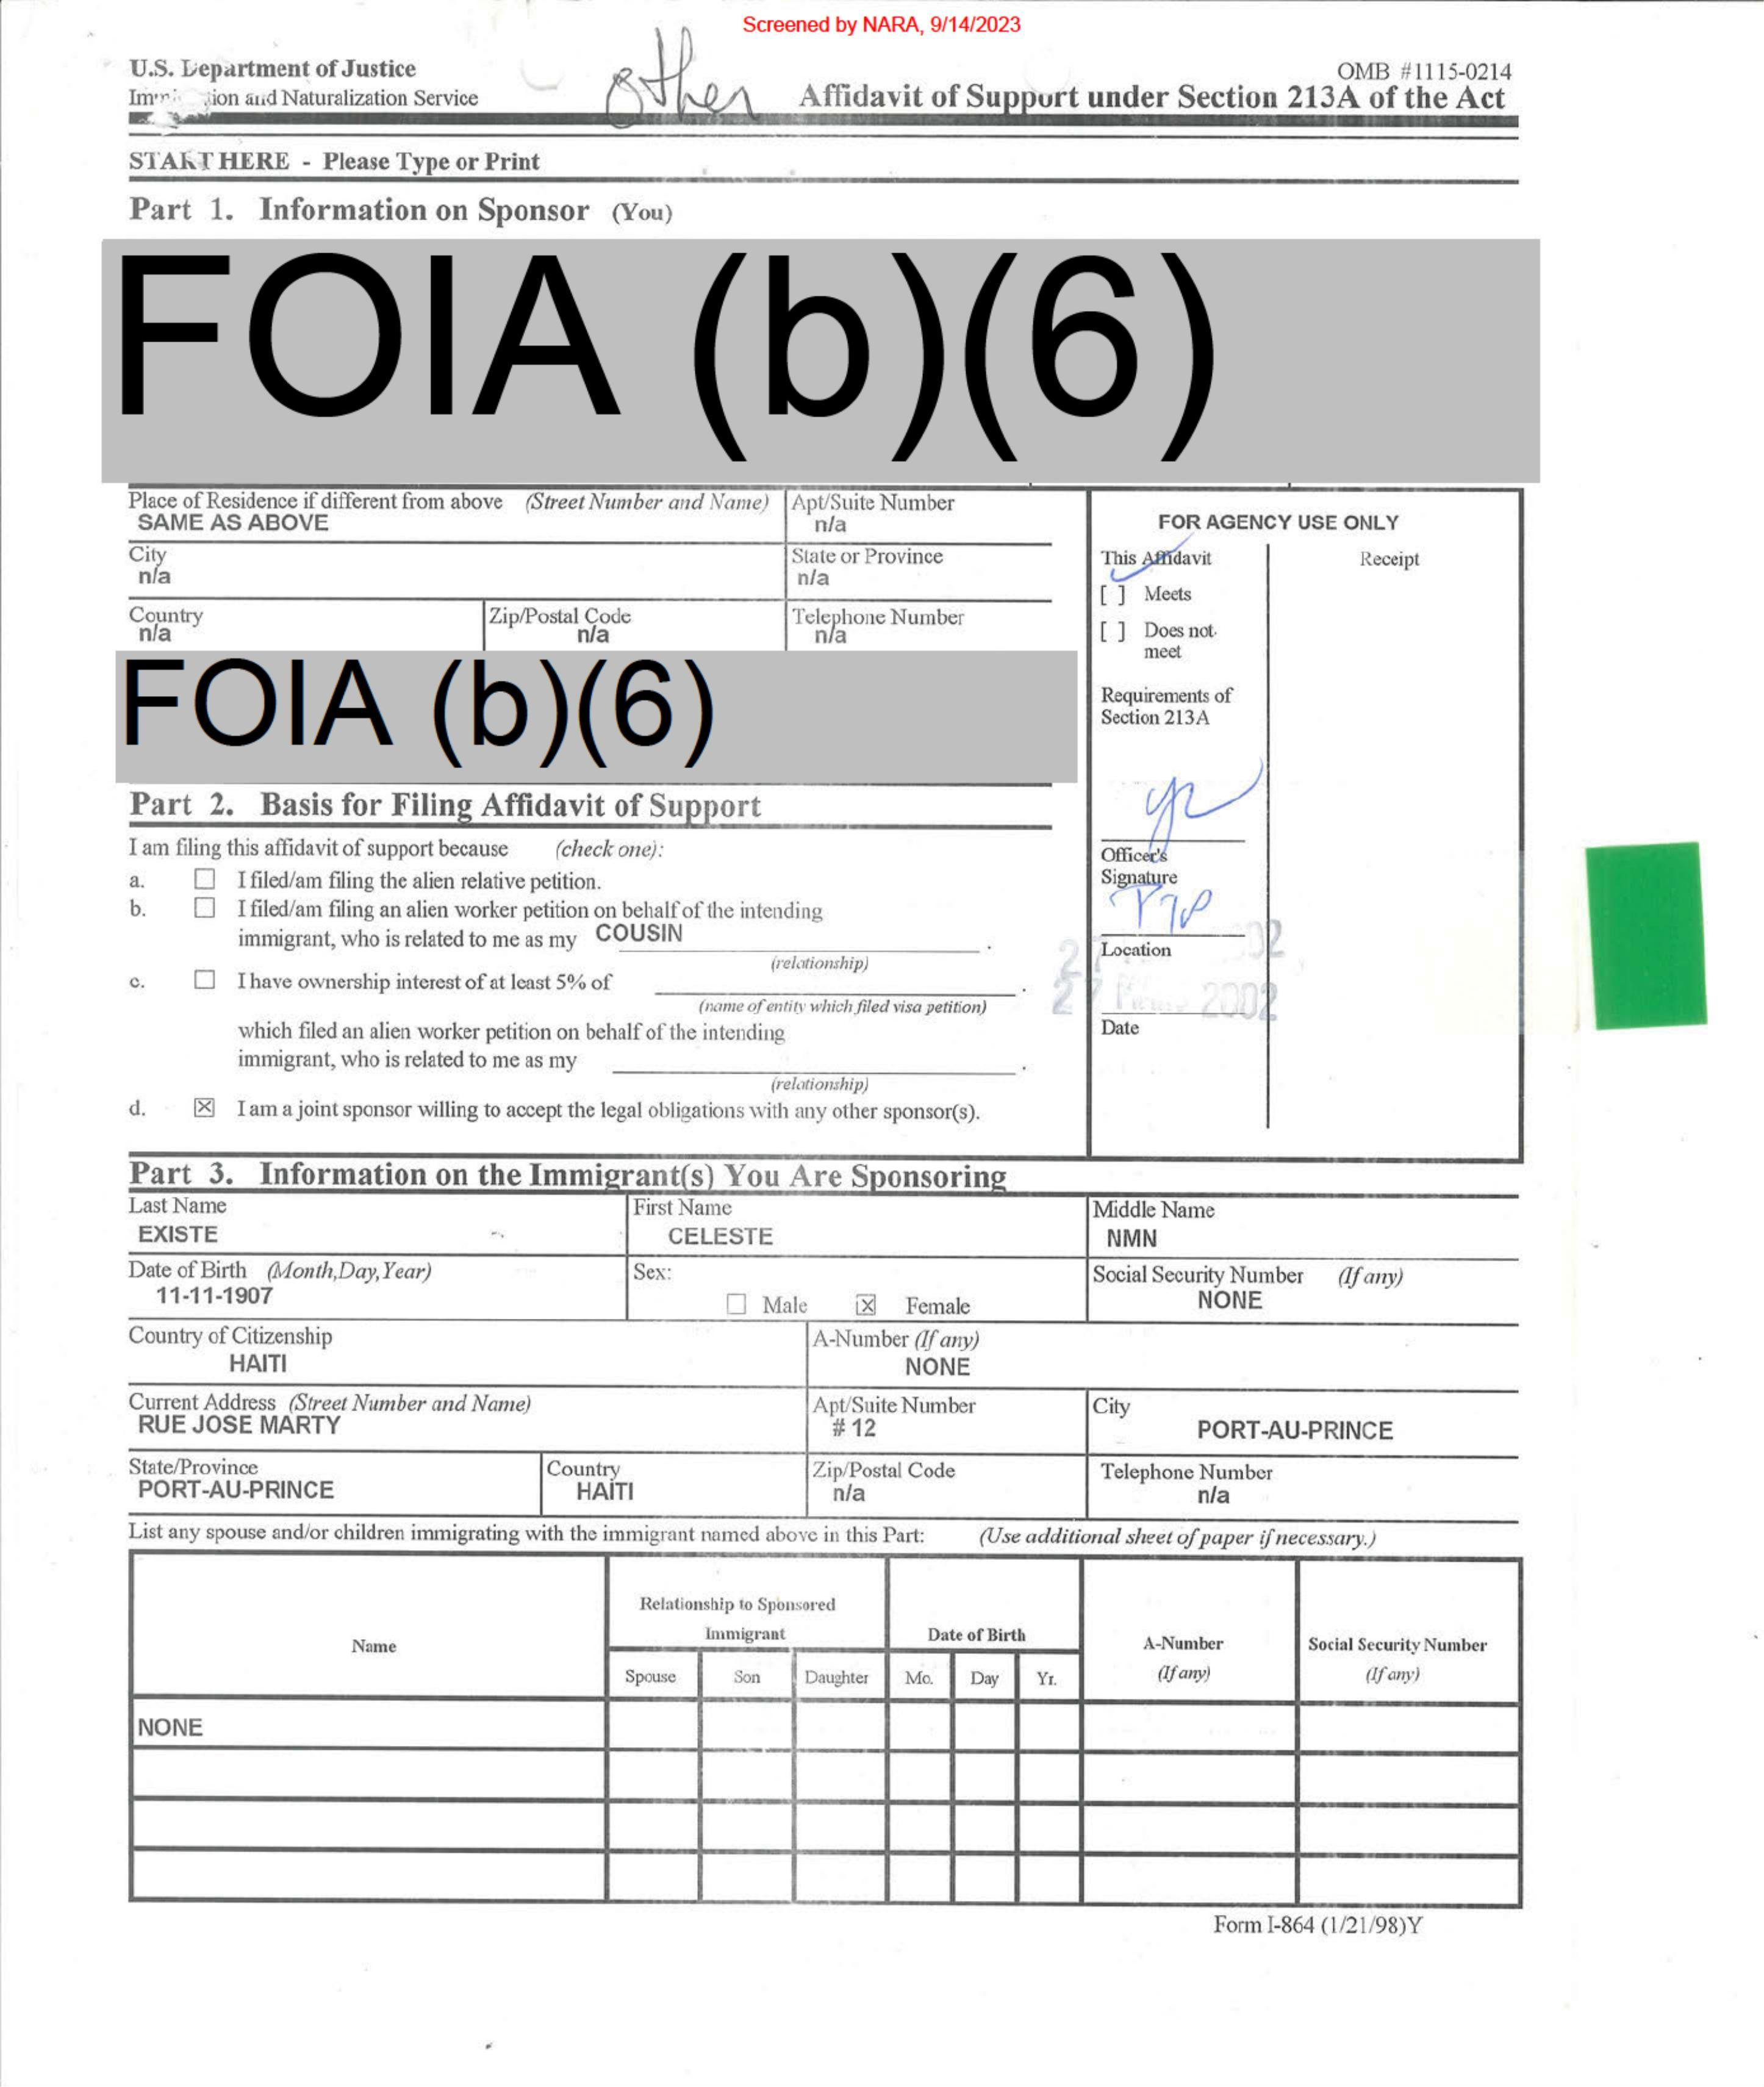 Screened by NARA, 9/14/2023
U.S. Department of Justice
Immigration and Naturalization Service
other
OMB #1115-0214
Affidavit of Support under Section 213A of the Act
START HERE - Please Type or Print
Part 1. Information on Sponsor (You)
FOIA (b)(6)
Place of Residence if different from above (Street Number and Name)
SAME AS ABOVE
Apt/Suite Number
n/a
City
n/a
State or Province
n/a
Country
n/a
Zip/Postal Code
n/a
Telephone Number
n/a
FOIA (b)(6)
FOR AGENCY USE ONLY
This Affidavit
Receipt
[ ] Meets
[ ] Does not
meet
Requirements of
Section 213A
Officer's
Signature
Location
27 2002
Date
Part 2. Basis for Filing Affidavit of Support
I am filing this affidavit of support because (check one):
a. ☐ I filed/am filing the alien relative petition.
b. ☐ I filed/am filing an alien worker petition on behalf of the intending
immigrant, who is related to me as my COUSIN .
(relationship)
c. ☐ I have ownership interest of at least 5% of .
(name of entity which filed visa petition)
which filed an alien worker petition on behalf of the intending
immigrant, who is related to me as my .
(relationship)
d. ☒ I am a joint sponsor willing to accept the legal obligations with any other sponsor(s).
Part 3. Information on the Immigrant(s) You Are Sponsoring
Last Name
EXISTE
First Name
CELESTE
Middle Name
NMN
Date of Birth (Month,Day,Year)
11-11-1907
Sex:
☐ Male ☒ Female
Social Security Number (If any)
NONE
Country of Citizenship
HAITI
A-Number (If any)
NONE
Current Address (Street Number and Name)
RUE JOSE MARTY
Apt/Suite Number
# 12
City
PORT-AU-PRINCE
State/Province
PORT-AU-PRINCE
Country
HAITI
Zip/Postal Code
n/a
Telephone Number
n/a
List any spouse and/or children immigrating with the immigrant named above in this Part: (Use additional sheet of paper if necessary.)
Name
Relationship to Sponsored
Immigrant
Spouse Son Daughter
Date of Birth
Mo. Day Yr.
A-Number
(If any)
Social Security Number
(If any)
NONE
Form I-864 (1/21/98)Y